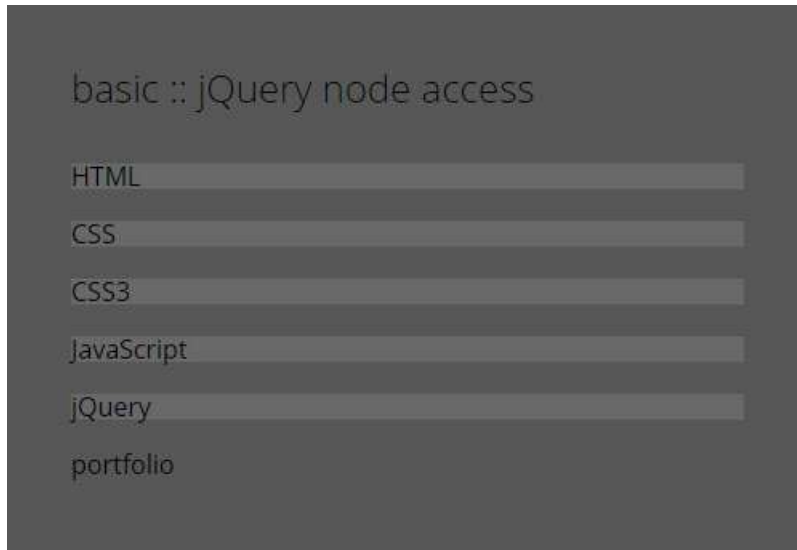 basic :: jQuery node access
HTML
CSS
CSS3
JavaScript
jQuery
portfolio